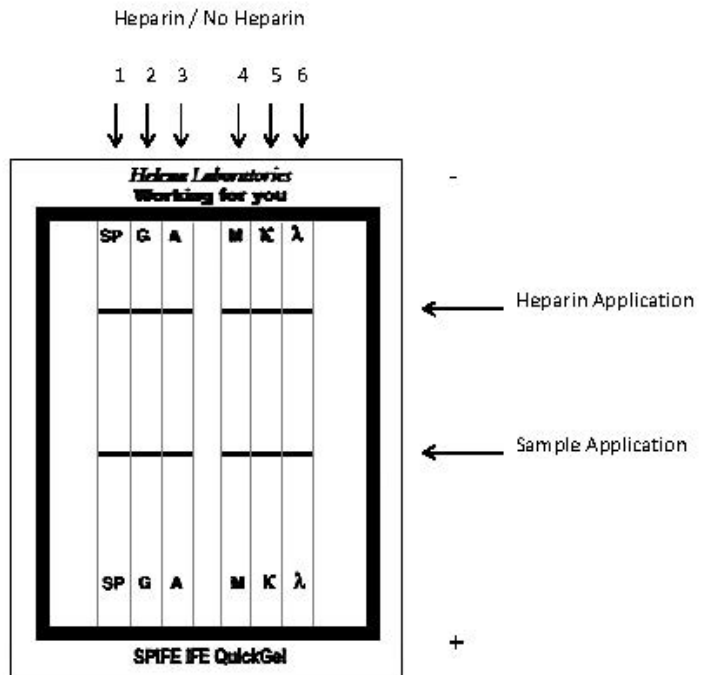 Heparin / No Heparin
1 2 3 4 5 6
Helena Laboratories
Working for you
-
SP G A M K λ
Heparin Application
Sample Application
SP G A M K λ
+
SPIFE IFE QuickGel